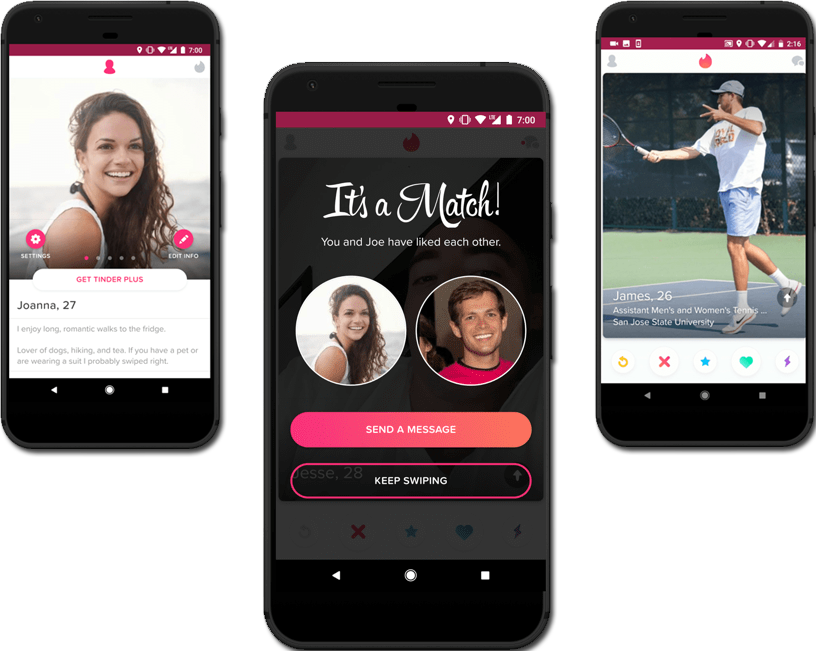 7:00
SETTINGS
EDIT INFO
GET TINDER PLUS
Joanna, 27
I enjoy long, romantic walks to the fridge.
Lover of dogs, hiking, and tea. If you have a pet or
are wearing a suit I probably swiped right.
LTE 7:00
It's a Match!
You and Joe have liked each other.
SEND A MESSAGE
Jesse, 28
KEEP SWIPING
2:16
James, 26
Assistant Men's and Women's Tennis ...
San Jose State University